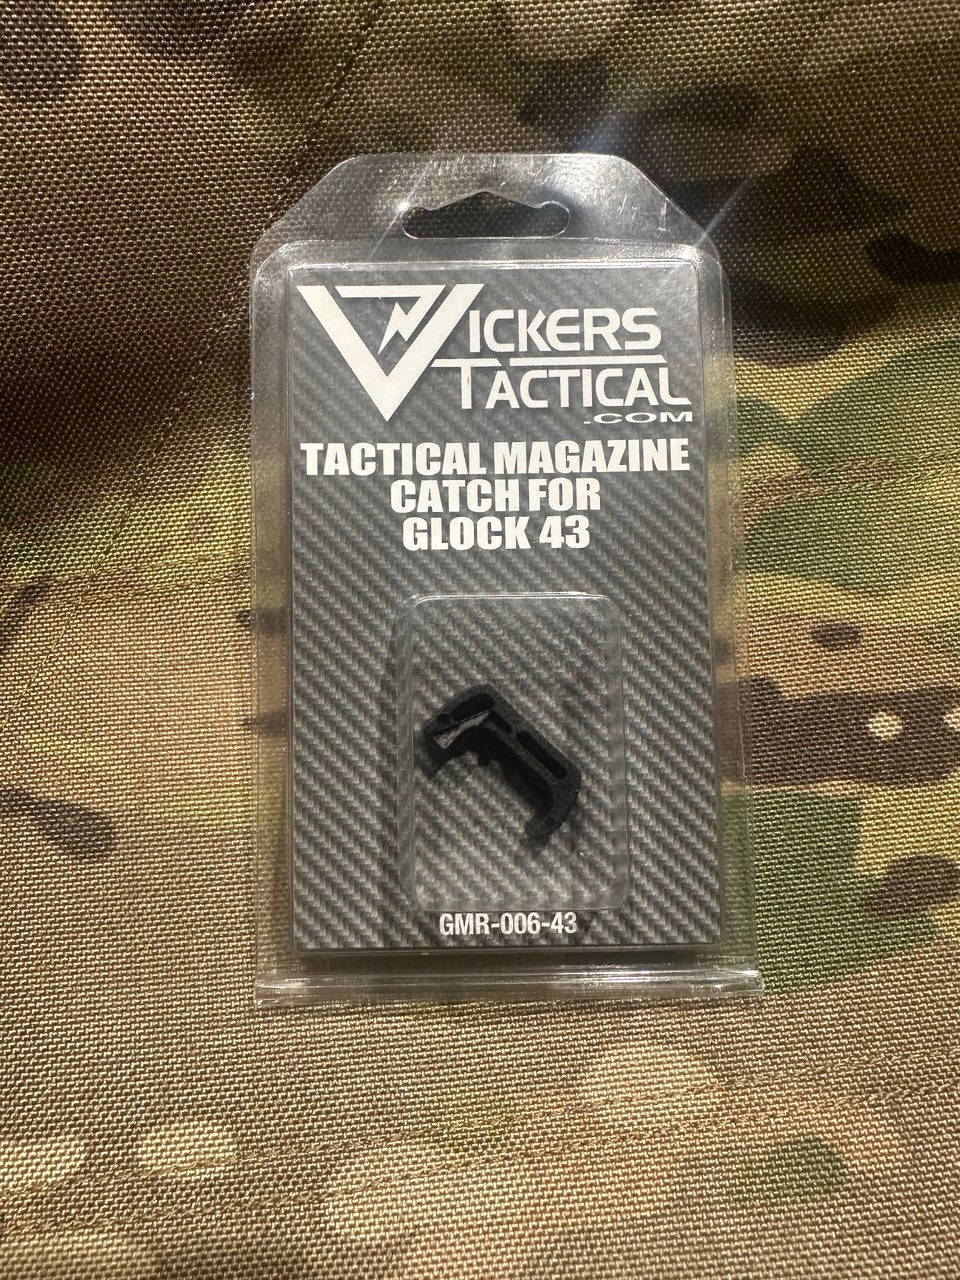 VICKERS
TACTICAL
.COM
TACTICAL MAGAZINE
CATCH FOR
GLOCK 43
GMR-006-43